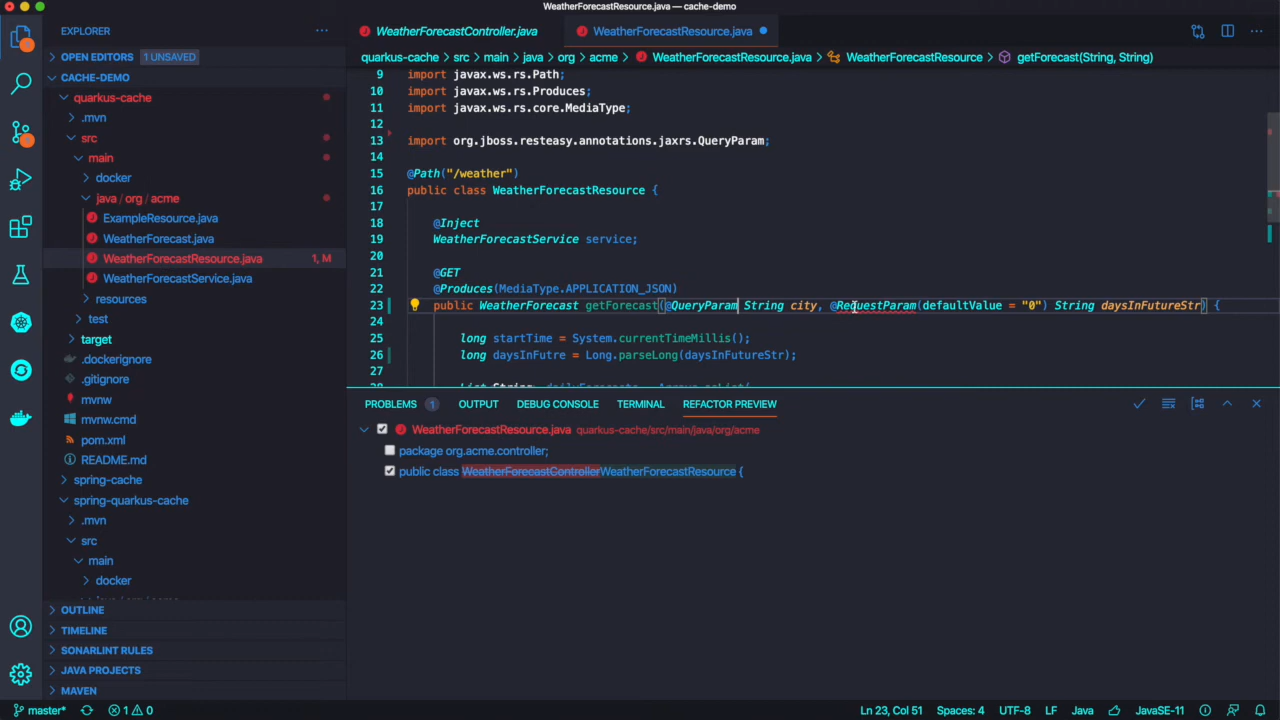 WeatherForecastResource.java — cache-demo
EXPLORER
OPEN EDITORS 1 UNSAVED
CACHE-DEMO
quarkus-cache
.mvn
src
main
docker
java / org / acme
ExampleResource.java
WeatherForecast.java
WeatherForecastResource.java 1, M
WeatherForecastService.java
resources
test
target
.dockerignore
.gitignore
mvnw
mvnw.cmd
pom.xml
README.md
spring-cache
spring-quarkus-cache
.mvn
src
main
docker
OUTLINE
TIMELINE
SONARLINT RULES
JAVA PROJECTS
MAVEN
WeatherForecastController.java WeatherForecastResource.java
quarkus-cache > src > main > java > org > acme > WeatherForecastResource.java > WeatherForecastResource > getForecast(String, String)
9 import javax.ws.rs.Path;
10 import javax.ws.rs.Produces;
11 import javax.ws.rs.core.MediaType;
12
13 import org.jboss.resteasy.annotations.jaxrs.QueryParam;
14
15 @Path("/weather")
16 public class WeatherForecastResource {
17
18 @Inject
19 WeatherForecastService service;
20
21 @GET
22 @Produces(MediaType.APPLICATION_JSON)
23 public WeatherForecast getForecast(@QueryParam String city, @RequestParam(defaultValue = "0") String daysInFutureStr) {
24
25 long startTime = System.currentTimeMillis();
26 long daysInFutre = Long.parseLong(daysInFutureStr);
27
28 List<String> dailyForecasts = Arrays.asList(
PROBLEMS 1 OUTPUT DEBUG CONSOLE TERMINAL REFACTOR PREVIEW
WeatherForecastResource.java quarkus-cache/src/main/java/org/acme
package org.acme.controller;
public class WeatherForecastControllerWeatherForecastResource {
master* 1 0 Ln 23, Col 51 Spaces: 4 UTF-8 LF Java JavaSE-11